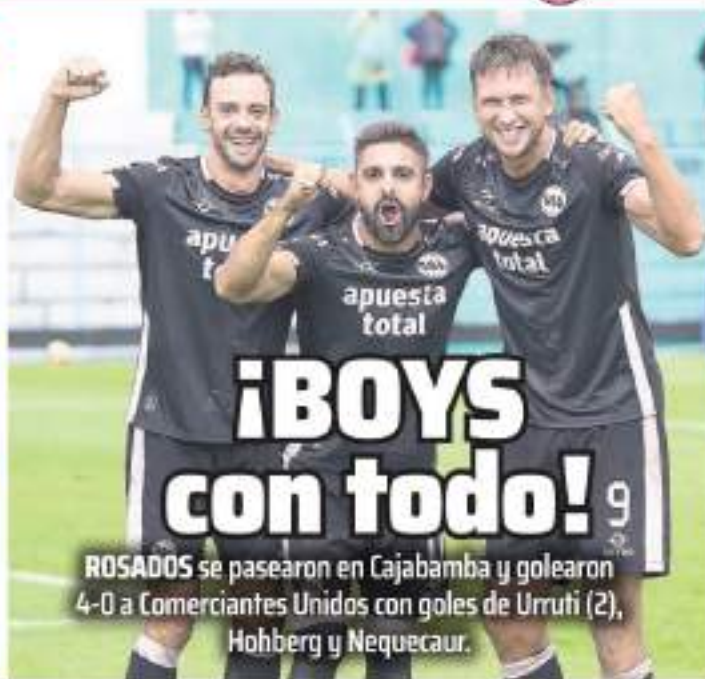 apuesta
total
apuesta
total
¡BOYS
con todo!
9
ROSADOS se pasearon en Cajabamba y golearon
4-0 a Comerciantes Unidos con goles de Urruti (2),
Hohberg y Nequecaur.